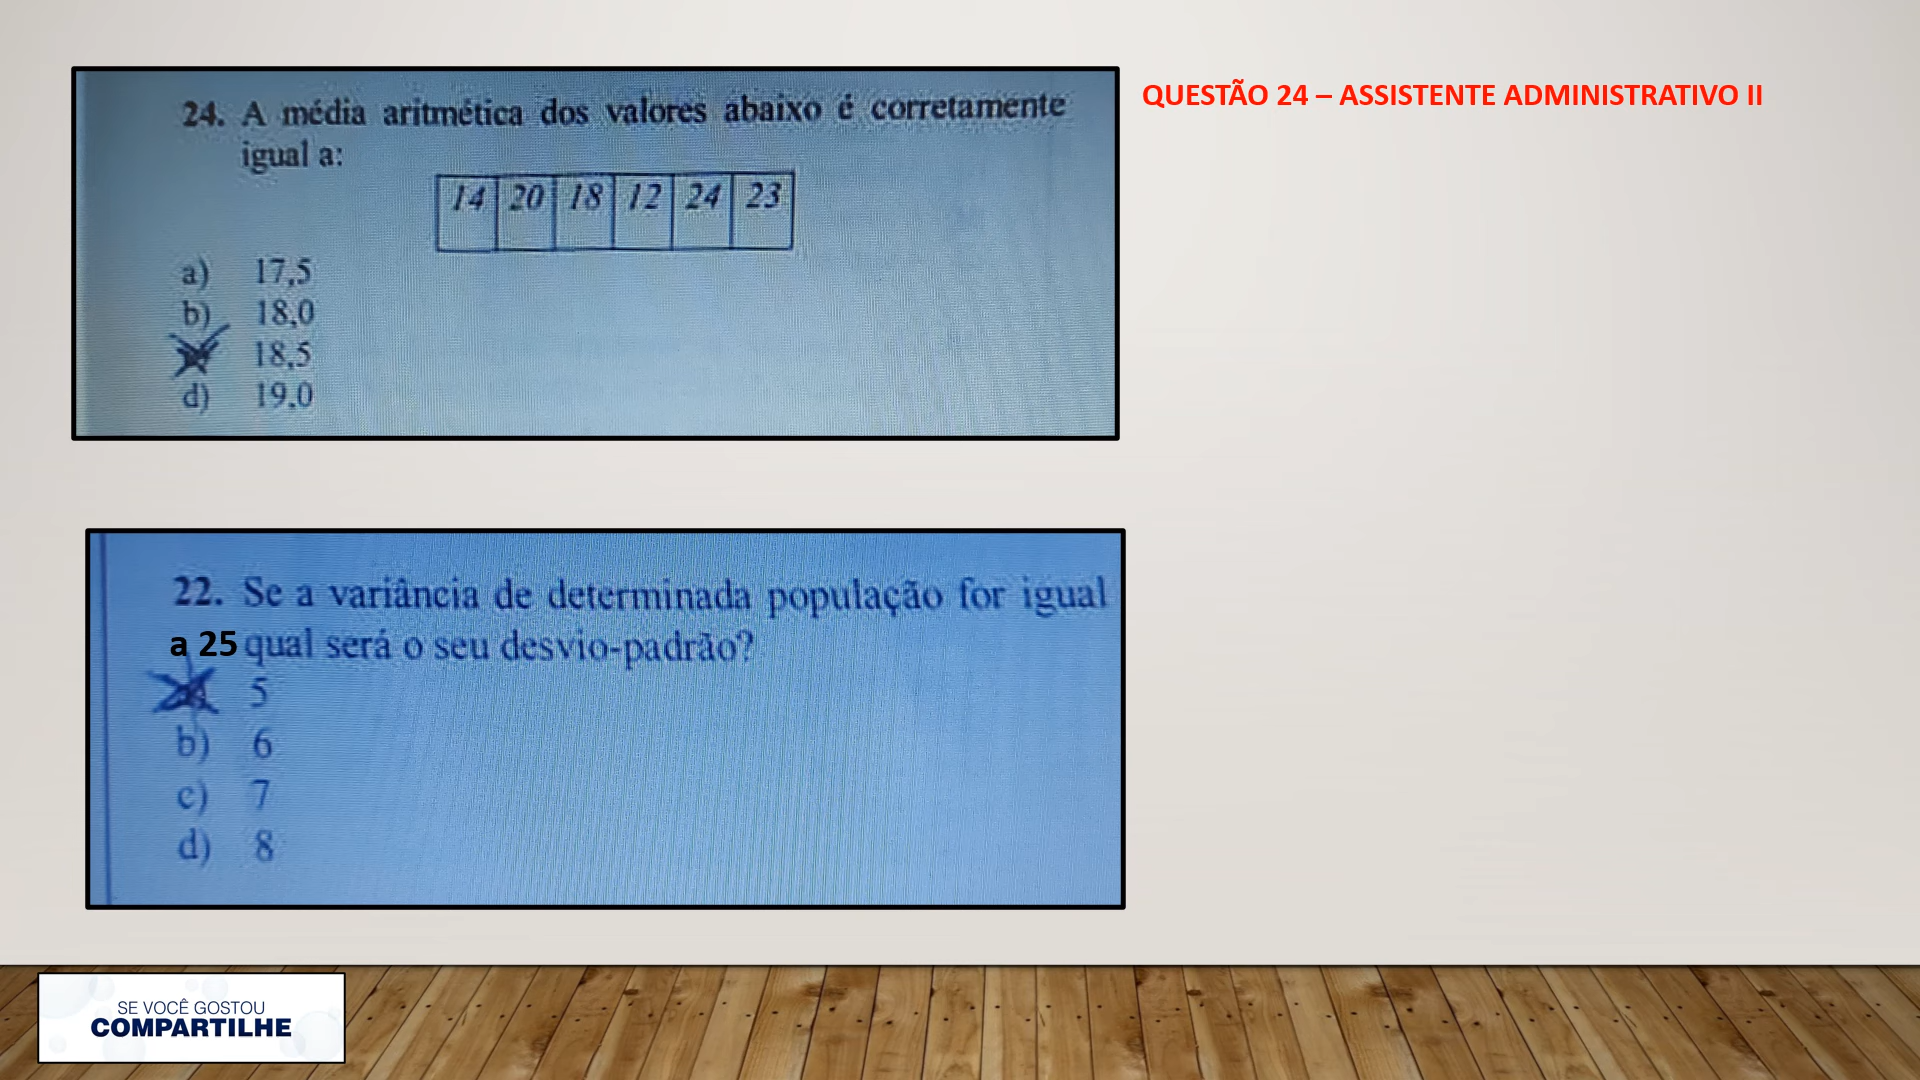 24. A média aritmética dos valores abaixo é corretamente
igual a:
14 20 18 12 24 23
a) 17,5
b) 18,0
18,5
d) 19,0
QUESTÃO 24 – ASSISTENTE ADMINISTRATIVO II
22. Se a variância de determinada população for igual
a 25 qual será o seu desvio-padrão?
5
b) 6
c) 7
d) 8
SE VOCÊ GOSTOU
COMPARTILHE